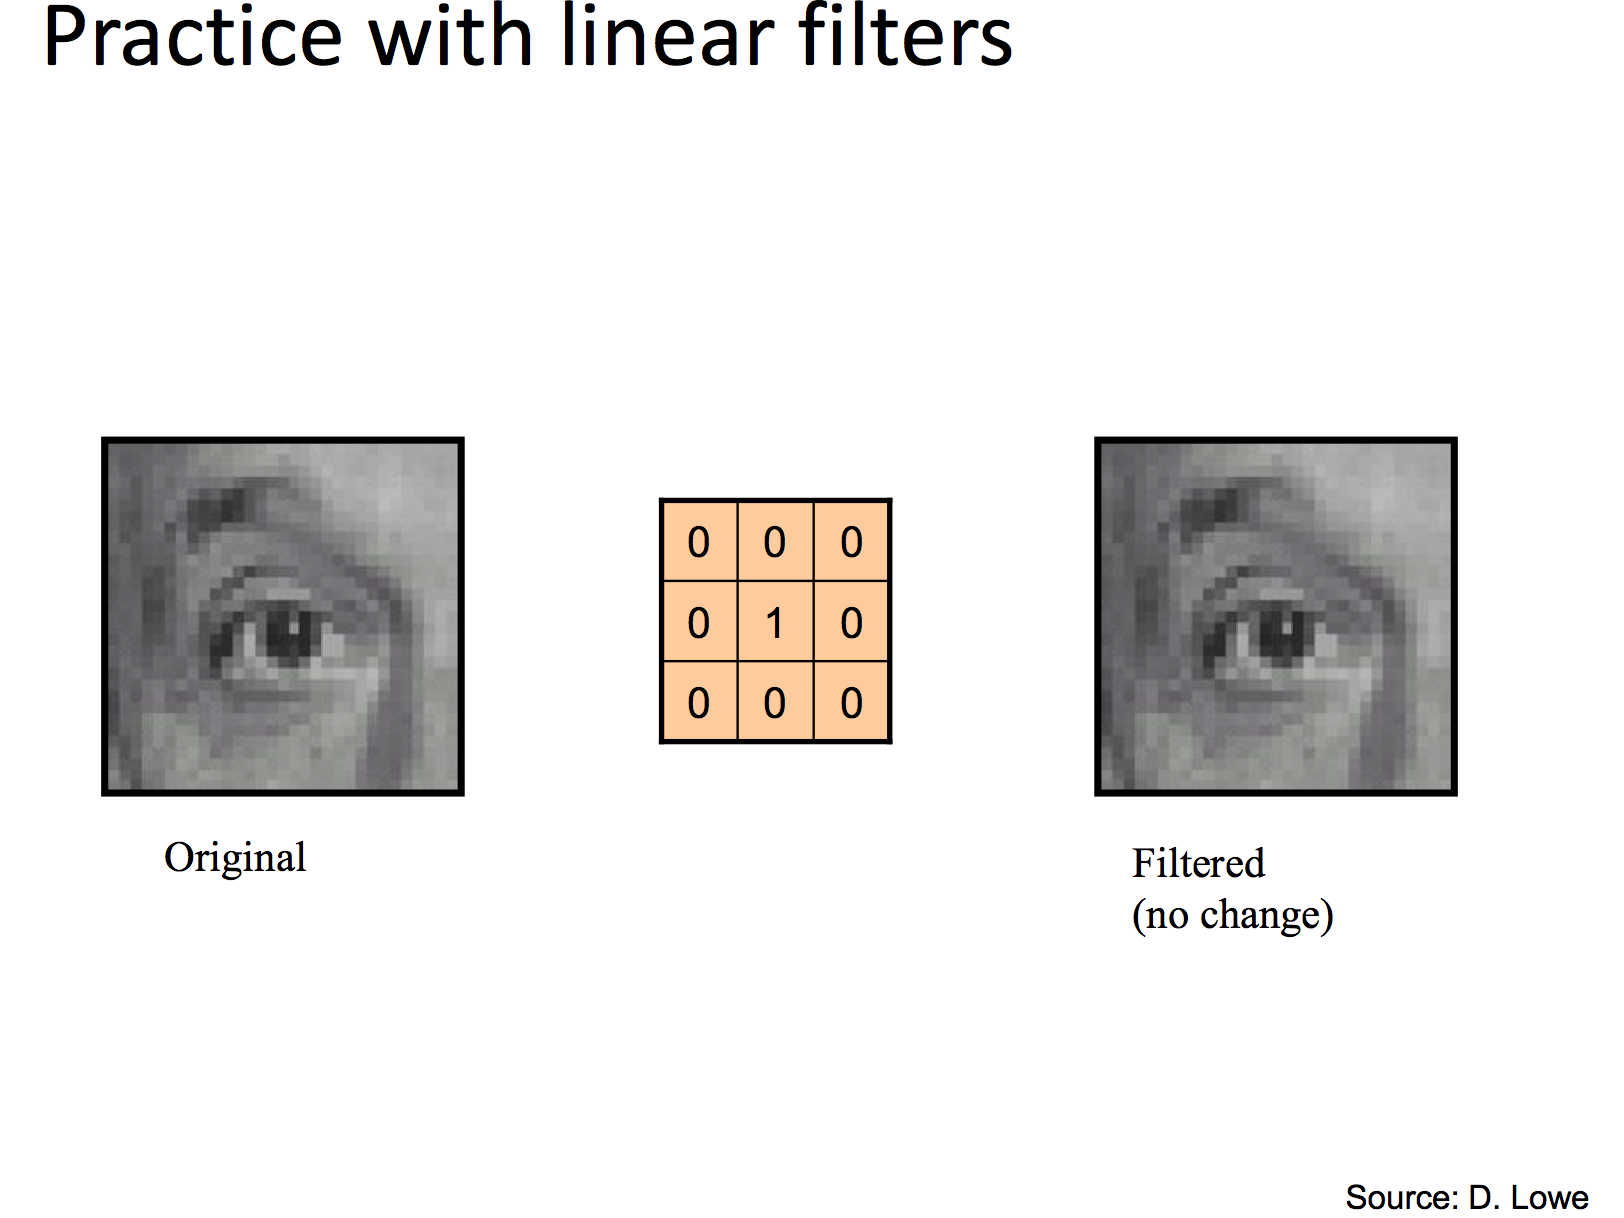 Practice with linear filters
0 0 0
0 1 0
0 0 0
Original
Filtered
(no change)
Source: D. Lowe